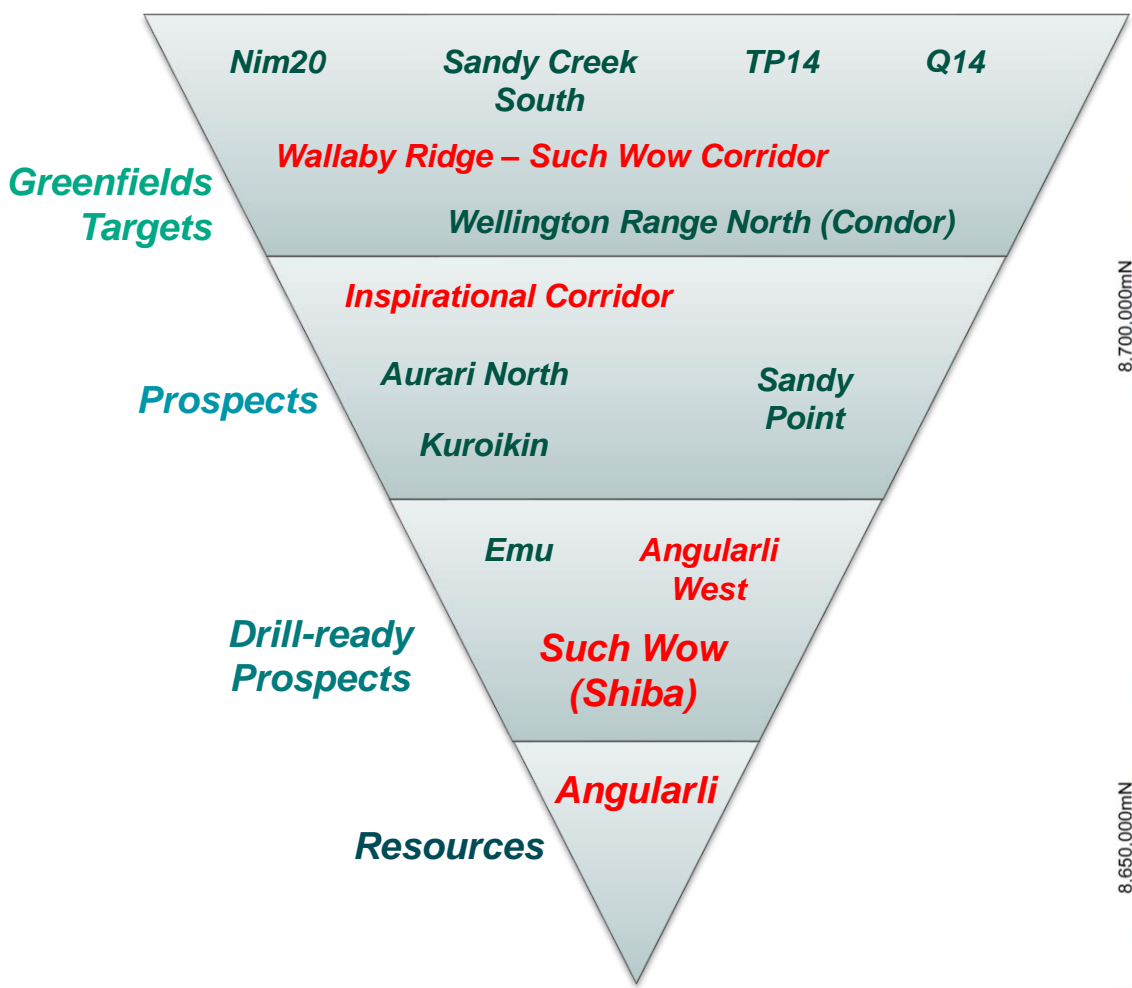 Nim20
Sandy Creek
South
TP14
Q14
Wallaby Ridge – Such Wow Corridor
Greenfields
Targets
Wellington Range North (Condor)
Inspirational Corridor
8.700.000mN
Aurari North
Sandy
Point
Prospects
Kuroikin
Emu
Angularli
West
Drill-ready
Prospects
Such Wow
(Shiba)
Angularli
Resources
8.650.000mN